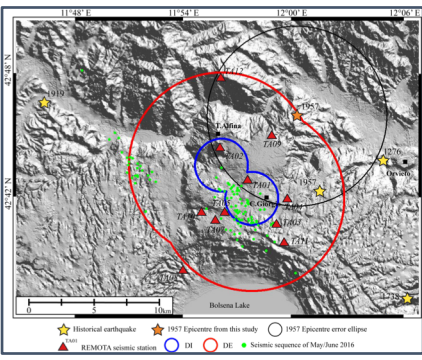 11°48' E 11°54' E 12°00' E 12°06' E
42°48' N
42°42' N
TA12
1919
1957
T.Alfina
TA09
TA02
1276
Orvieto
TA01
1957
C.Giorgio
TA03
TA11
0 5 10km
Bolsena Lake
Historical earthquake 1957 Epicentre from this study 1957 Epicentre error ellipse
TA01 REMOTA seismic station DI DE Seismic sequence of May/June 2016